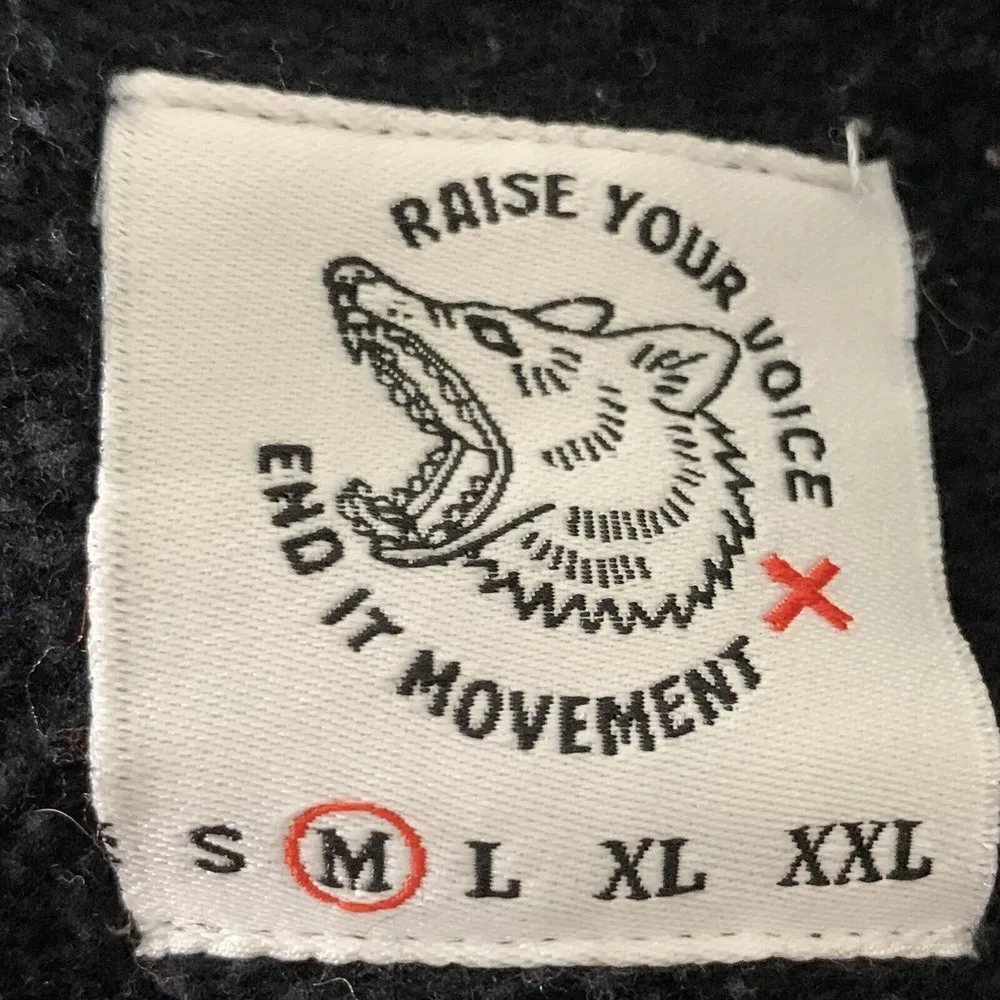 RAISE YOUR VOICE
END IT MOVEMENT
S M L XL XXL